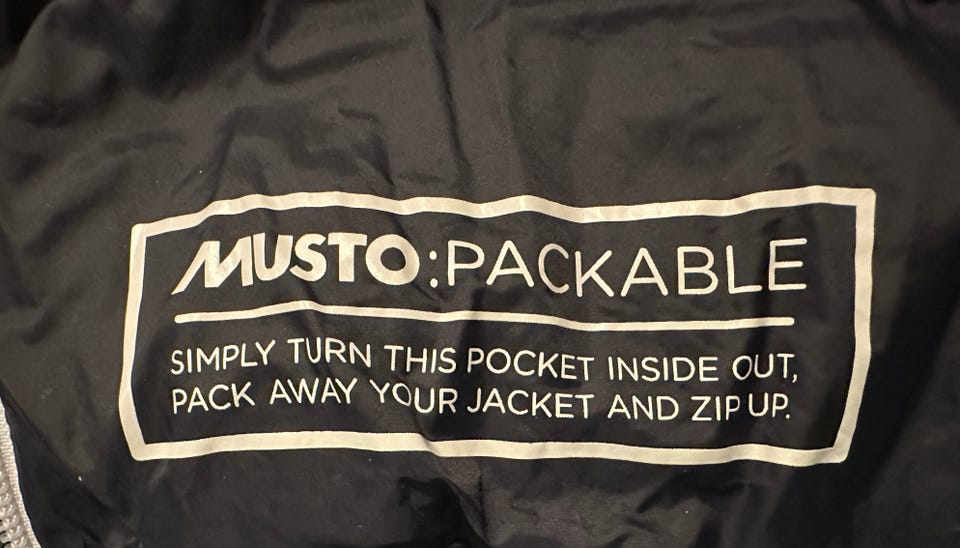 MUSTO:PACKABLE
SIMPLY TURN THIS POCKET INSIDE OUT,
PACK AWAY YOUR JACKET AND ZIP UP.